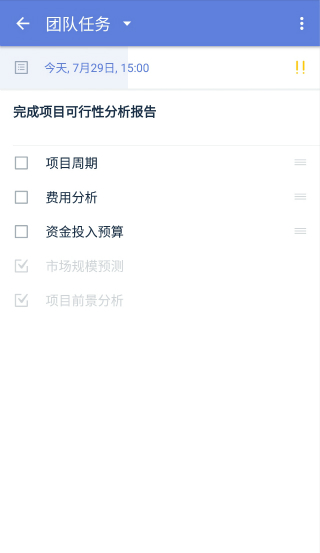 团队任务
今天, 7月29日, 15:00
完成项目可行性分析报告
项目周期
费用分析
资金投入预算
市场规模预测
项目前景分析